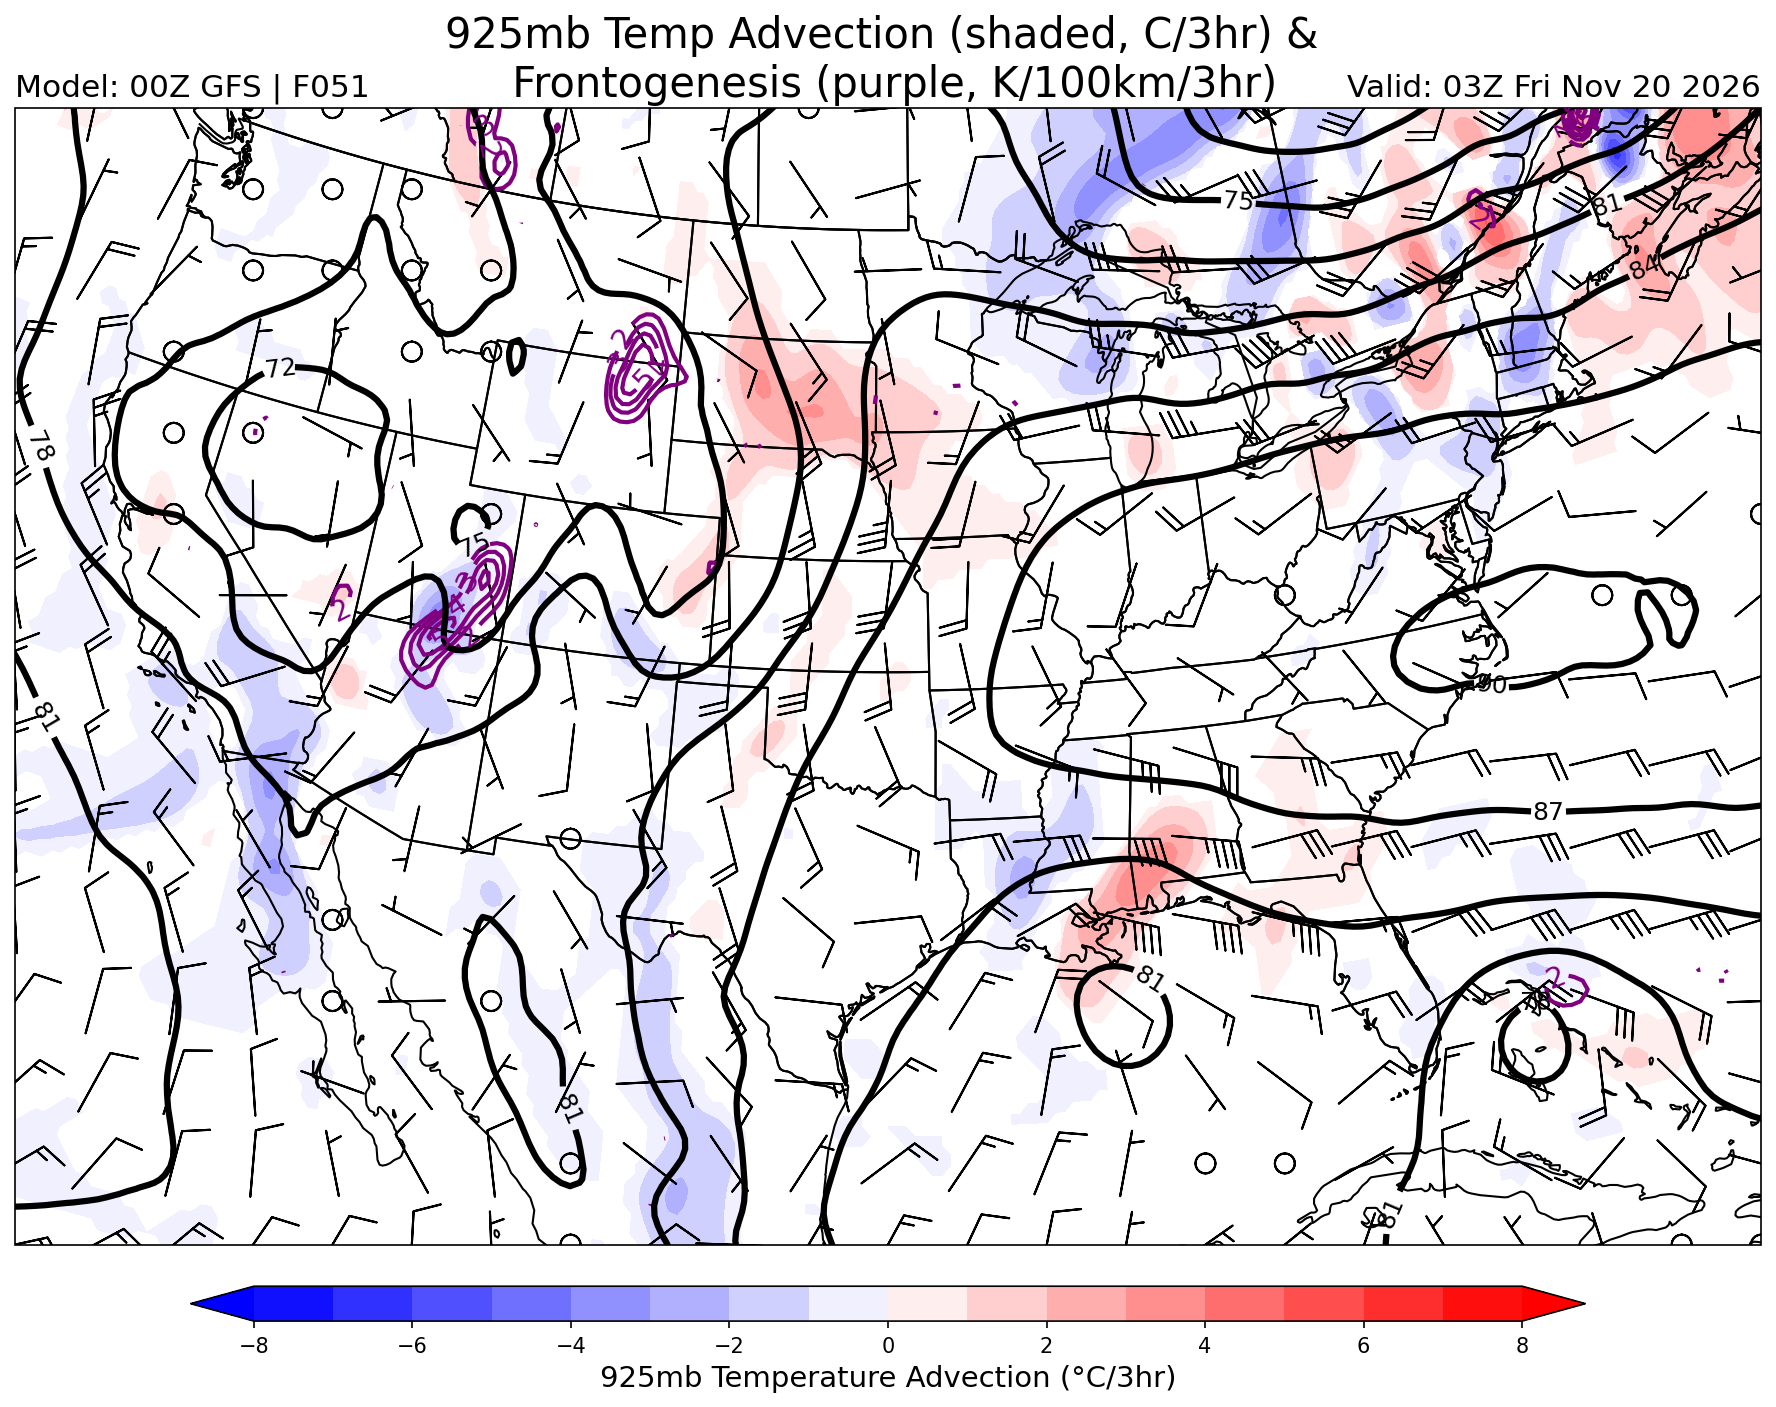 925mb Temp Advection (shaded, C/3hr) &
Frontogenesis (purple, K/100km/3hr)
Model: 00Z GFS | F051
Valid: 03Z Fri Nov 20 2026
75
81
84
72
78
75
2
81
90
87
81
2
81
81
−8 −6 −4 −2 0 2 4 6 8
925mb Temperature Advection (°C/3hr)